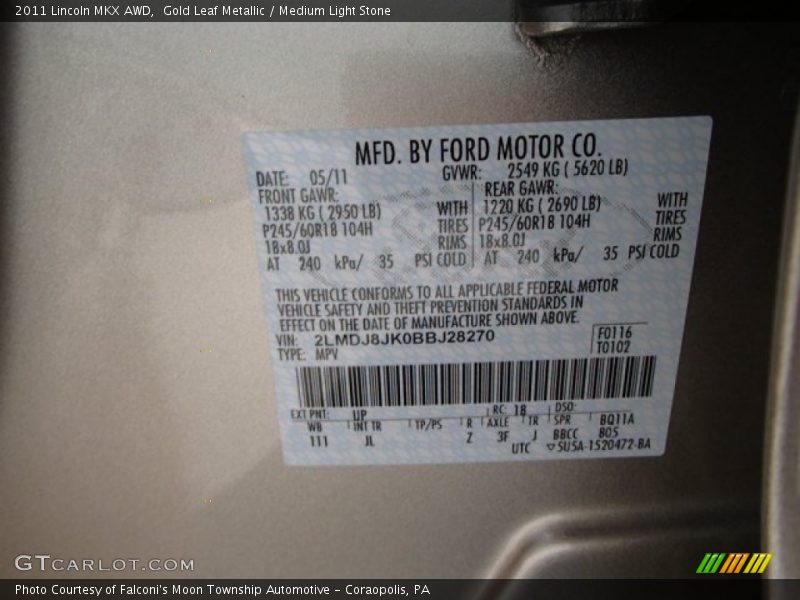 2011 Lincoln MKX AWD,  Gold Leaf Metallic / Medium Light Stone
MFD. BY FORD MOTOR CO.
DATE: 05/11 GVWR: 2549 KG ( 5620 LB)
FRONT GAWR: REAR GAWR:
1338 KG ( 2950 LB) WITH 1220 KG ( 2690 LB) WITH
P245/60R18 104H TIRES P245/60R18 104H TIRES
18x8.0J RIMS 18x8.0J RIMS
AT 240 kPa/ 35 PSI COLD AT 240 kPa/ 35 PSI COLD
THIS VEHICLE CONFORMS TO ALL APPLICABLE FEDERAL MOTOR
VEHICLE SAFETY AND THEFT PREVENTION STANDARDS IN
EFFECT ON THE DATE OF MANUFACTURE SHOWN ABOVE.
VIN: 2LMDJ8JK0BBJ28270 F0116
TYPE: MPV T0102
EXT PNT: UP RC: 18 DSO:
WB INT TR TP/PS R AXLE TR SPR BQ11A
111 JL Z 3F J BBCC 805
UTC ▽SU5A-1520472-BA
GTCARLOT.COM
Photo Courtesy of Falconi's Moon Township Automotive – Coraopolis, PA